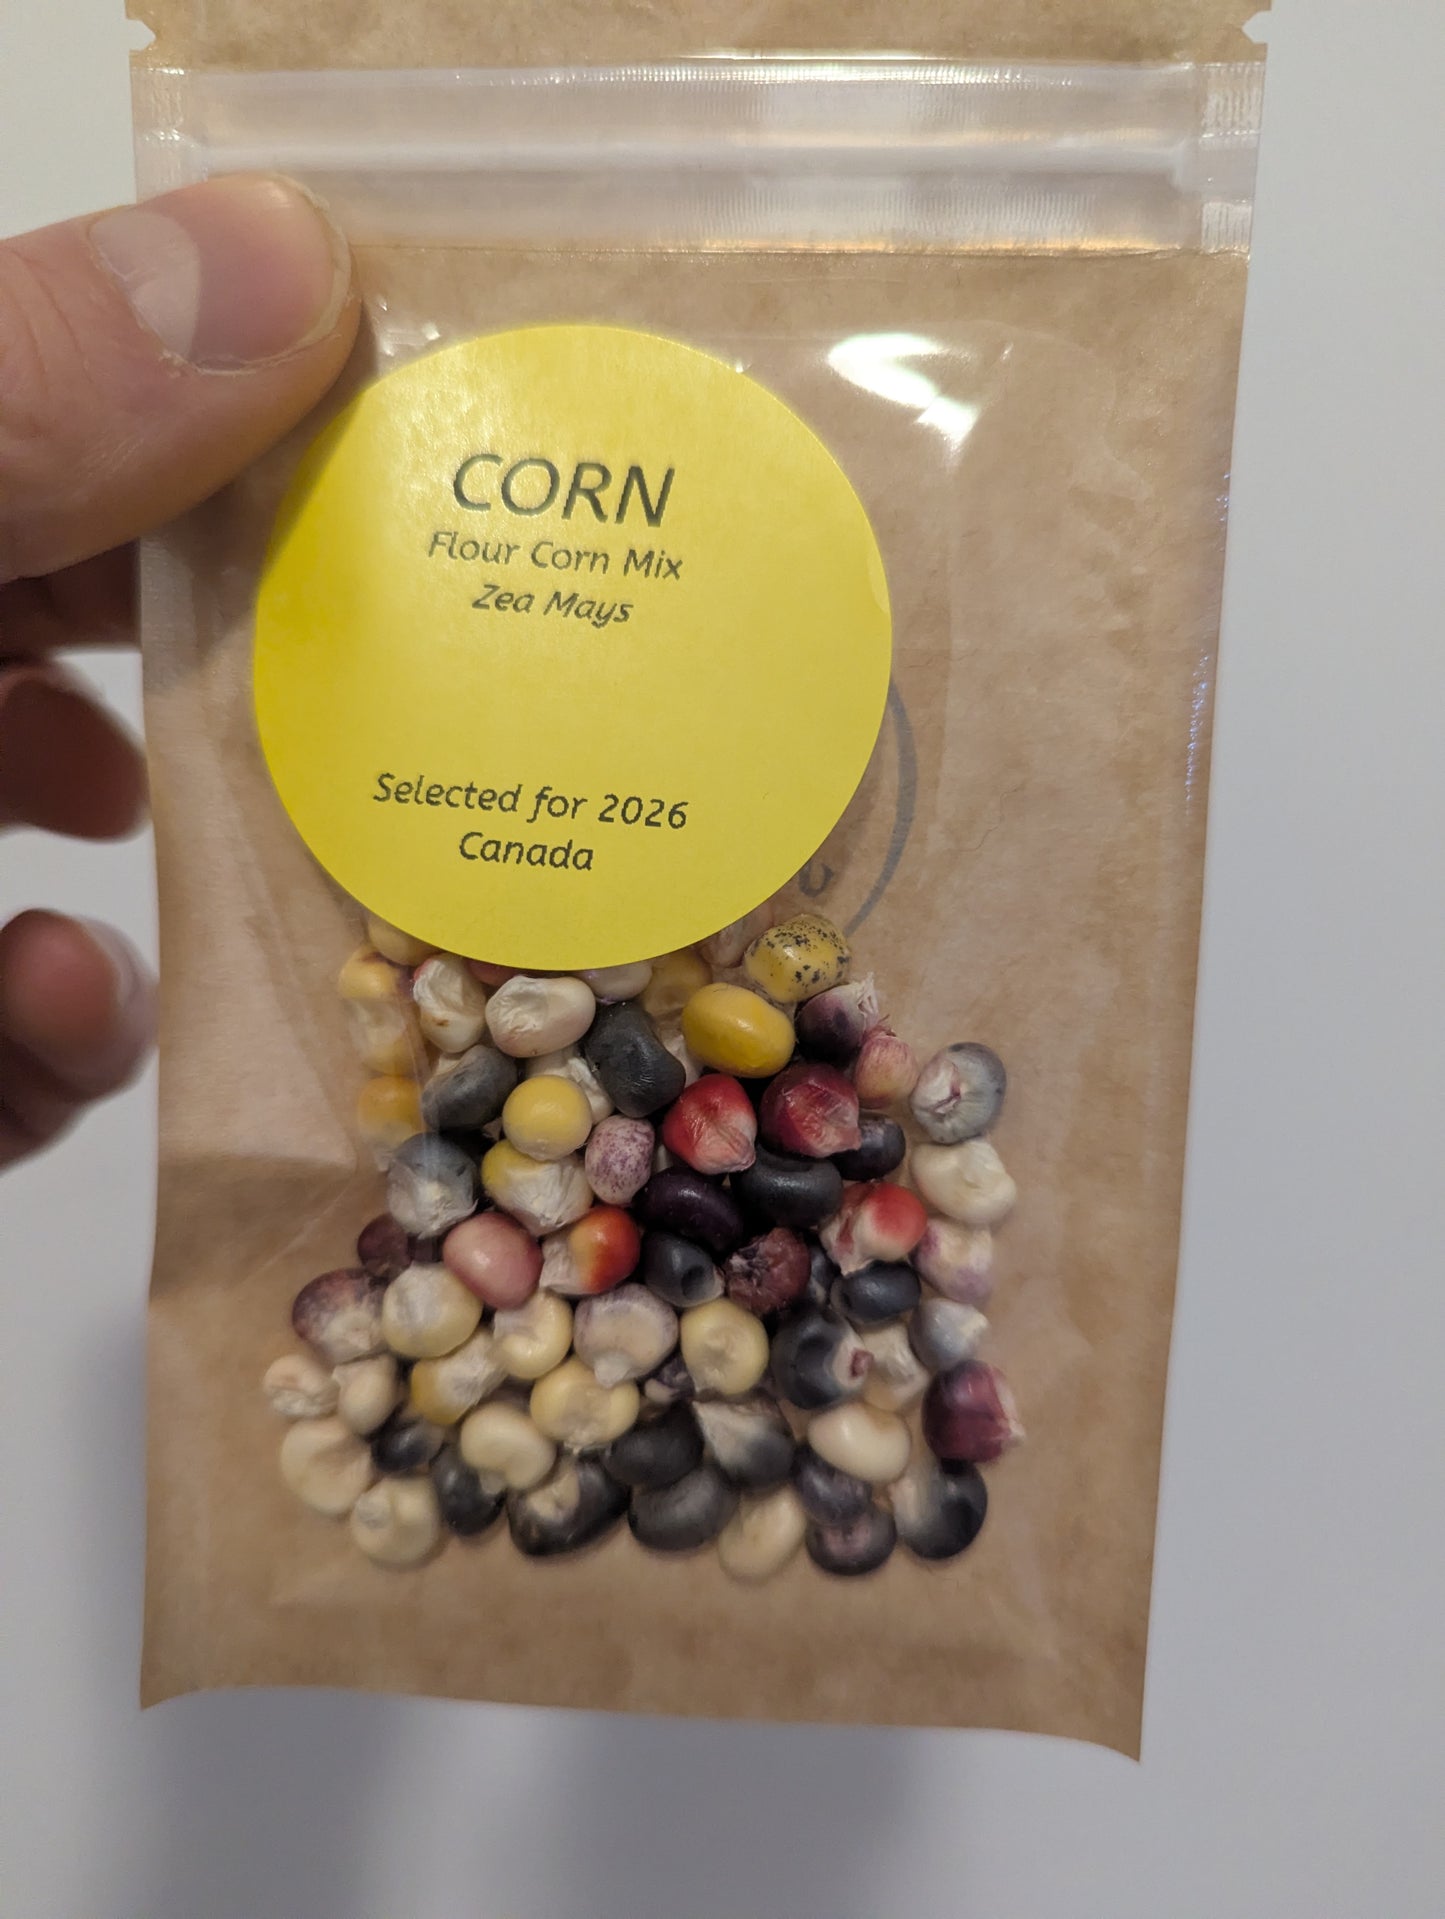 CORN
Flour Corn Mix
Zea Mays
Selected for 2026
Canada